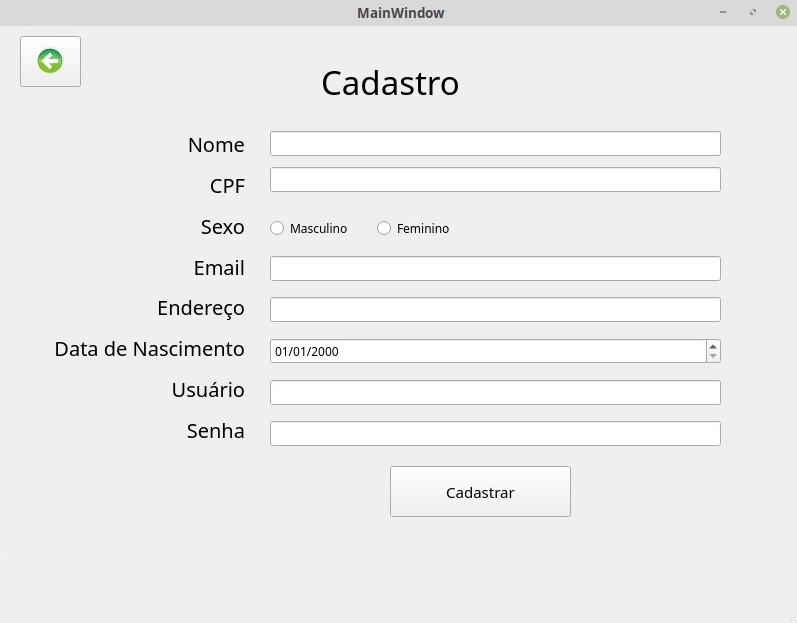 MainWindow
Cadastro
Nome
CPF
Sexo Masculino Feminino
Email
Endereço
Data de Nascimento 01/01/2000
Usuário
Senha
Cadastrar